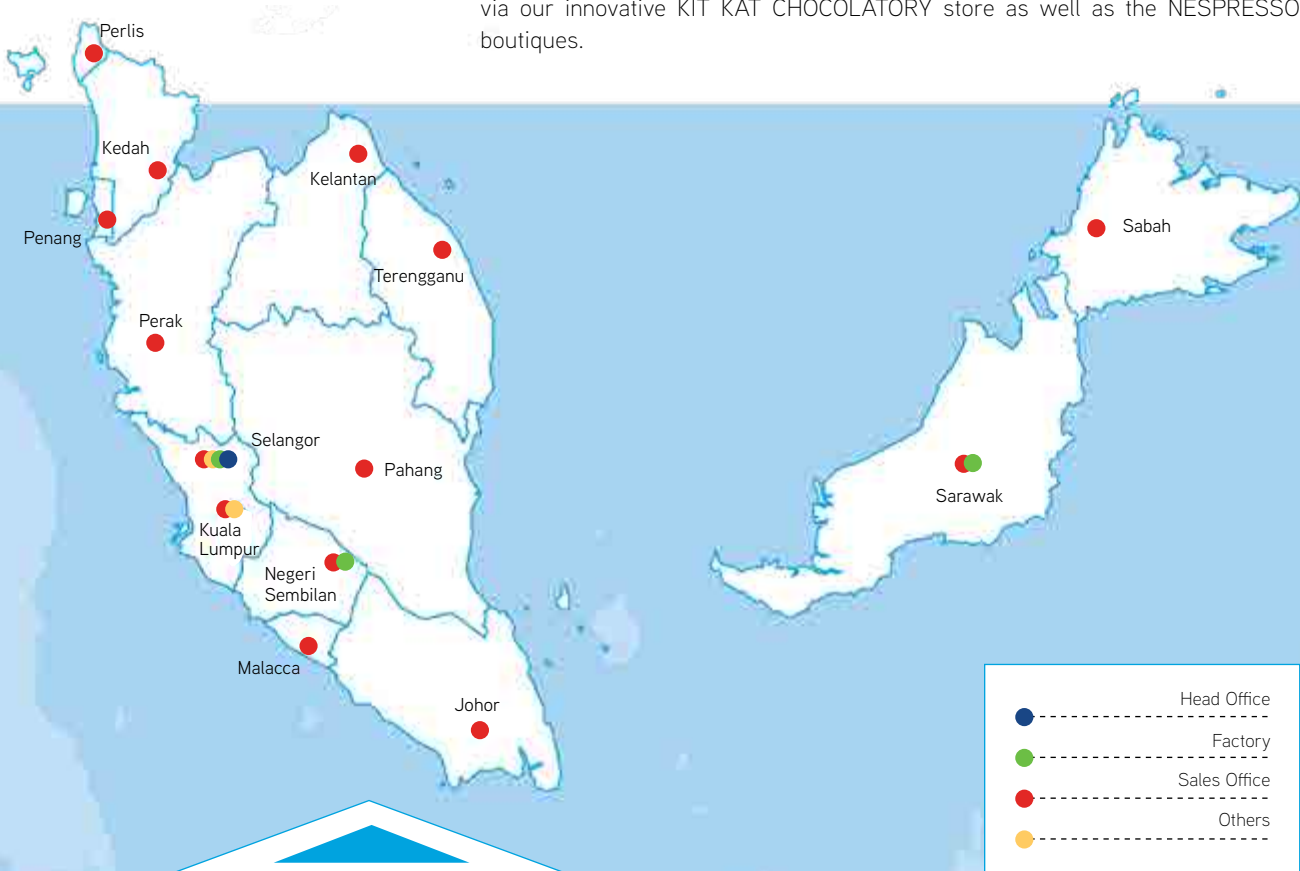 via our innovative KIT KAT CHOCOLATORY store as well as the NESPRESSO
boutiques.
Perlis
Kedah
Kelantan
Penang
Terengganu
Sabah
Perak
Selangor
Pahang
Sarawak
Kuala
Lumpur
Negeri
Sembilan
Malacca
Johor
Head Office
Factory
Sales Office
Others